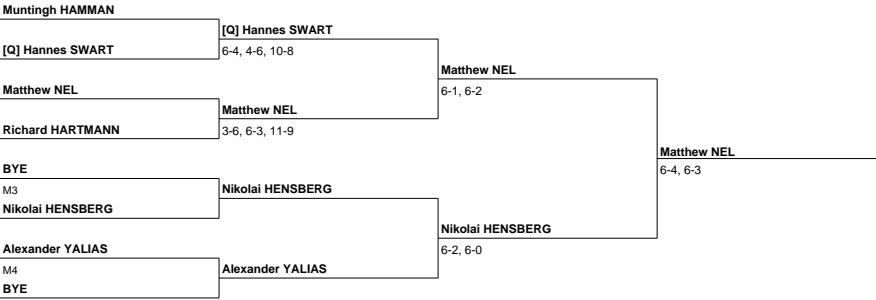 Muntingh HAMMAN
[Q] Hannes SWART
[Q] Hannes SWART
6-4, 4-6, 10-8
Matthew NEL
6-1, 6-2
Matthew NEL
Matthew NEL
Richard HARTMANN
3-6, 6-3, 11-9
Matthew NEL
6-4, 6-3
BYE
M3
Nikolai HENSBERG
Nikolai HENSBERG
Nikolai HENSBERG
6-2, 6-0
Alexander YALIAS
M4
Alexander YALIAS
BYE